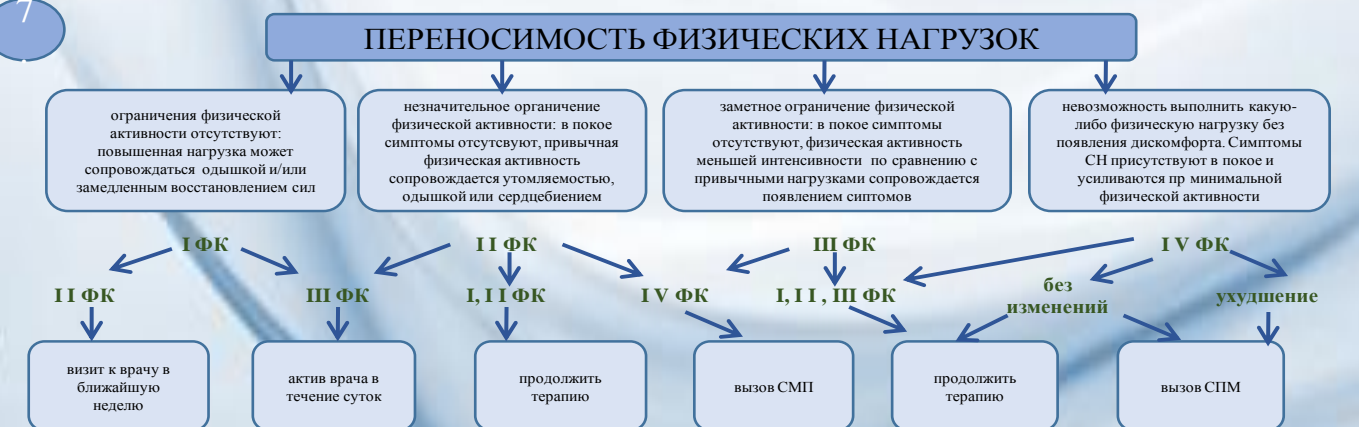 7
ПЕРЕНОСИМОСТЬ ФИЗИЧЕСКИХ НАГРУЗОК
ограничения физической
активности отсутствуют:
повышенная нагрузка может
сопровождаться одышкой и/или
замедленным восстановлением сил
незначительное органичение
физической активности: в покое
симптомы отсутсвуют, привычная
физическая активность
сопровождается утомляемостью,
одышкой или сердцебиением
заметное ограничение физической
активности: в покое симптомы
отсутствуют, физическая активность
меньшей интенсивности по сравнению с
привычными нагрузками сопровождается
появлением сиптомов
невозможность выполнить какую-
либо физическую нагрузку без
появления дискомфорта. Симптомы
СН присутствуют в покое и
усиливаются пр минимальной
физической активности
I ФК
I I ФК
III ФК
I V ФК
I I ФК
III ФК
I, I I ФК
I V ФК
I, I I , III ФК
без
изменений
ухудшение
визит к врачу в
ближайшую
неделю
актив врача в
течение суток
продолжить
терапию
вызов СМП
продолжить
терапию
вызов СПМ